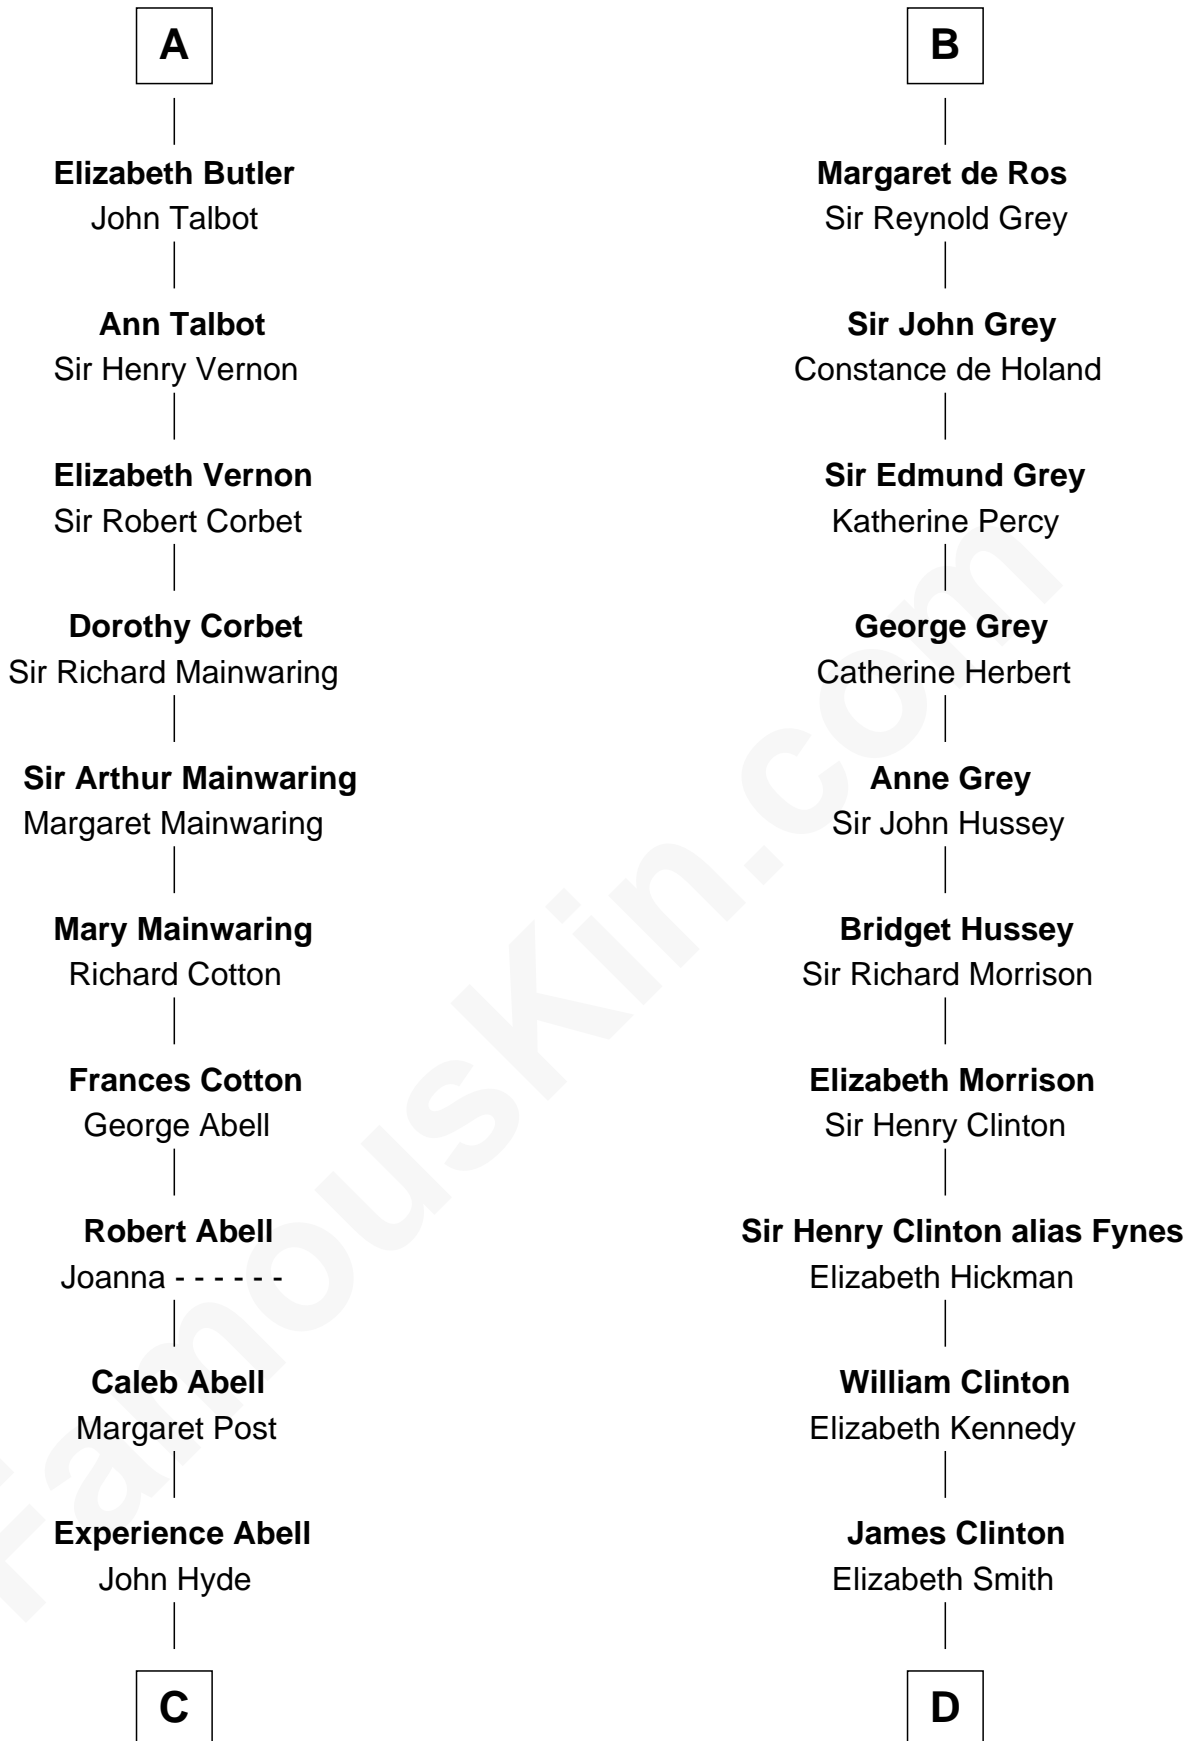 A
Elizabeth Butler
John Talbot
Ann Talbot
Sir Henry Vernon
Elizabeth Vernon
Sir Robert Corbet
Dorothy Corbet
Sir Richard Mainwaring
Sir Arthur Mainwaring
Margaret Mainwaring
Mary Mainwaring
Richard Cotton
Frances Cotton
George Abell
Robert Abell
Joanna - - - - - -
Caleb Abell
Margaret Post
Experience Abell
John Hyde
C
B
Margaret de Ros
Sir Reynold Grey
Sir John Grey
Constance de Holand
Sir Edmund Grey
Katherine Percy
George Grey
Catherine Herbert
Anne Grey
Sir John Hussey
Bridget Hussey
Sir Richard Morrison
Elizabeth Morrison
Sir Henry Clinton
Sir Henry Clinton alias Fynes
Elizabeth Hickman
William Clinton
Elizabeth Kennedy
James Clinton
Elizabeth Smith
D
FamousKin.com